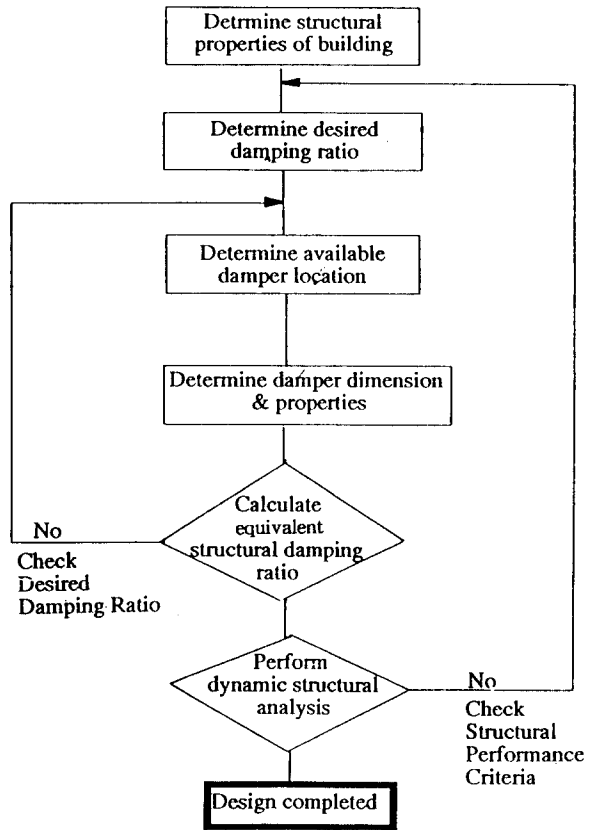 Detrmine structural
properties of building
Determine desired
damping ratio
Determine available
damper location
Determine damper dimension
& properties
Calculate
equivalent
structural damping
ratio
No
Check
Desired
Damping Ratio
Perform
dynamic structural
analysis
No
Check
Structural
Performance
Criteria
Design completed